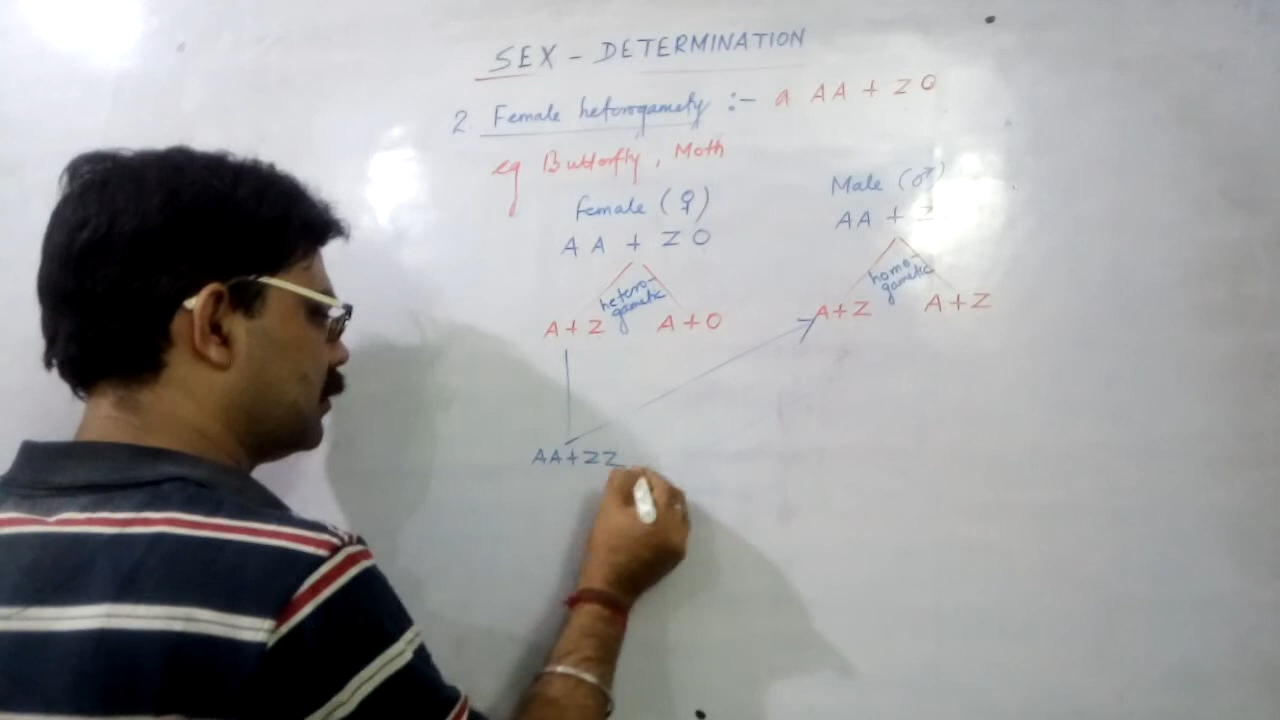 SEX - DETERMINATION
2 Female heterogamety :- a AA + ZO
eg Butterfly, Moth
Female (♀) Male (♂)
AA + ZO AA + Z
hetero-gametic homo-gametic
A+Z A+O A+Z A+Z
AA+ZZ